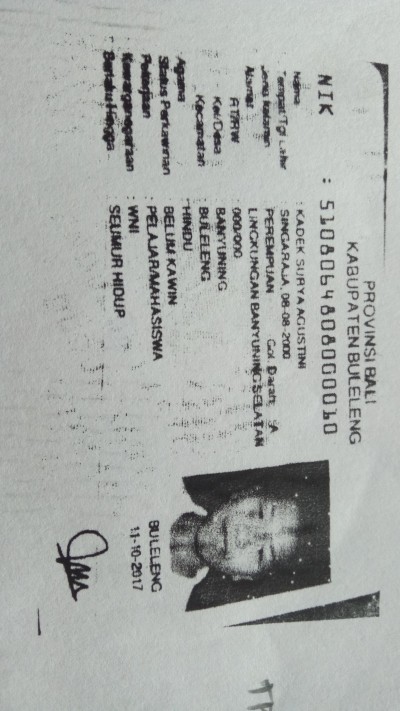 PROVINSI BALI
KABUPATEN BULELENG
NIK : 5108064808000010
Nama : KADEK SURYA AGUSTINI
Tempat/Tgl Lahir : SINGARAJA, 08-08-2000
Jenis Kelamin : PEREMPUAN Gol. Darah : A
Alamat : LINGKUNGAN BANYUNING SELATAN
RT/RW : 000/000
Kel/Desa : BANYUNING
Kecamatan : BULELENG
Agama : HINDU
Status Perkawinan : BELUM KAWIN
Pekerjaan : PELAJAR/MAHASISWA
Kewarganegaraan : WNI
Berlaku Hingga : SEUMUR HIDUP
BULELENG
11-10-2017